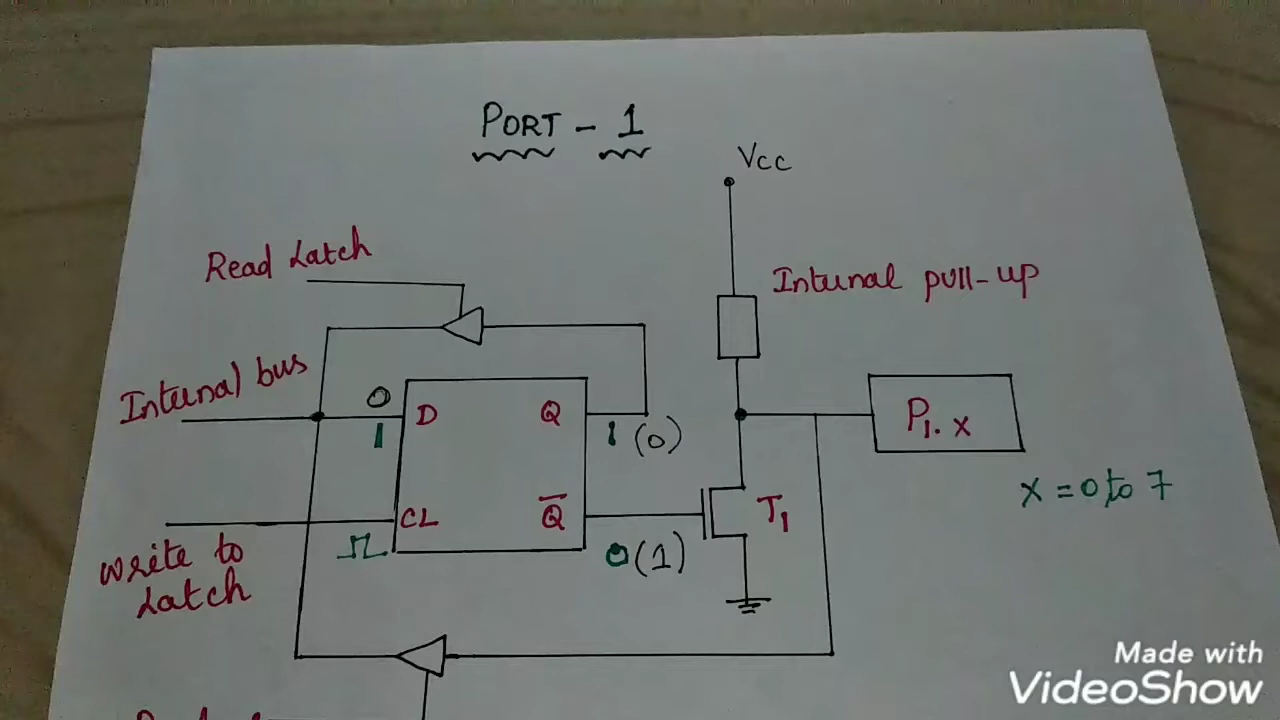 PORT - 1
Vcc
Read Latch
Internal pull-up
Internal bus
0
D
Q
1
1 (0)
P1.x
x = 0 to 7
CL
Q̅
T1
0(1)
Write to
Latch
Made with
VideoShow